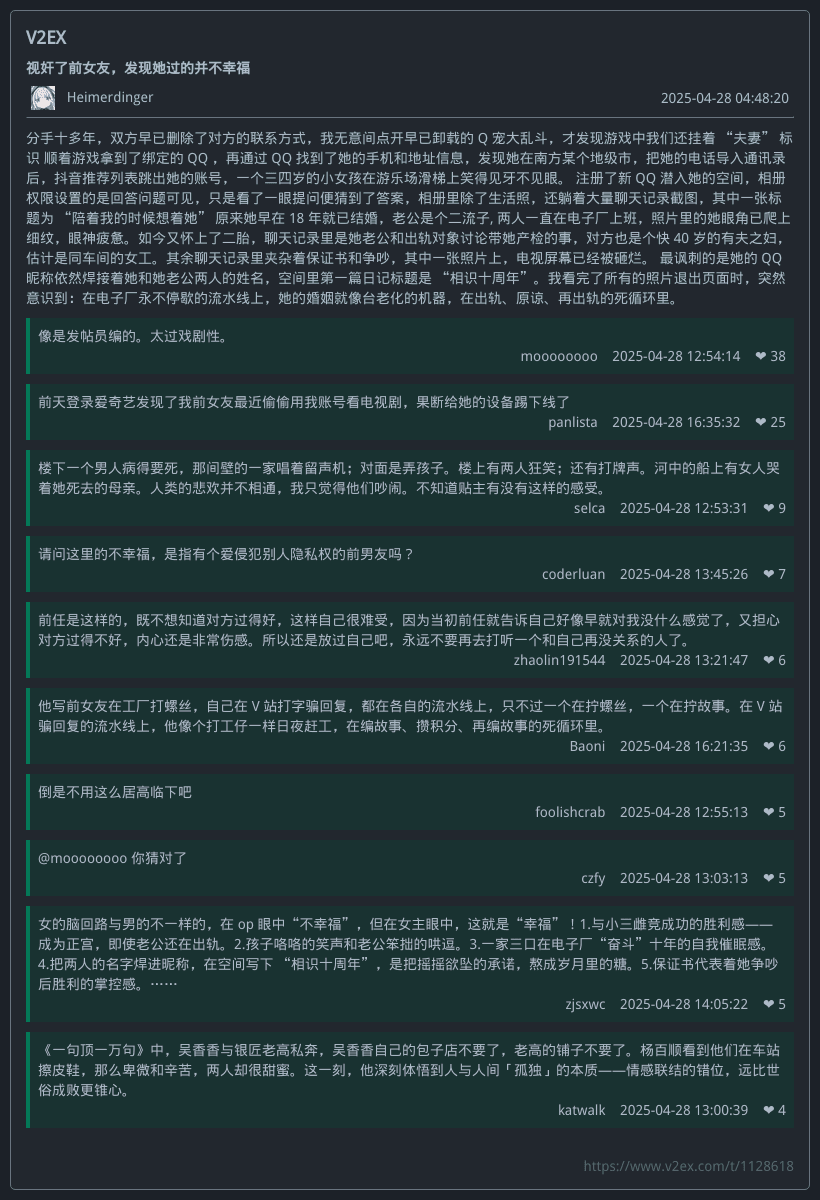 V2EX
视奸了前女友，发现她过的并不幸福
Heimerdinger 2025-04-28 04:48:20
分手十多年，双方早已删除了对方的联系方式，我无意间点开早已卸载的 Q 宠大乱斗，才发现游戏中我们还挂着 “夫妻” 标
识 顺着游戏拿到了绑定的 QQ ，再通过 QQ 找到了她的手机和地址信息，发现她在南方某个地级市，把她的电话导入通讯录
后，抖音推荐列表跳出她的账号，一个三四岁的小女孩在游乐场滑梯上笑得见牙不见眼。 注册了新 QQ 潜入她的空间，相册
权限设置的是回答问题可见，只是看了一眼提问便猜到了答案，相册里除了生活照，还躺着大量聊天记录截图，其中一张标
题为 “陪着我的时候想着她” 原来她早在 18 年就已结婚，老公是个二流子, 两人一直在电子厂上班，照片里的她眼角已爬上
细纹，眼神疲惫。如今又怀上了二胎，聊天记录里是她老公和出轨对象讨论带她产检的事，对方也是个快 40 岁的有夫之妇，
估计是同车间的女工。其余聊天记录里夹杂着保证书和争吵，其中一张照片上，电视屏幕已经被砸烂。 最讽刺的是她的 QQ
昵称依然焊接着她和她老公两人的姓名，空间里第一篇日记标题是 “相识十周年” 。我看完了所有的照片退出页面时，突然
意识到：在电子厂永不停歇的流水线上，她的婚姻就像台老化的机器，在出轨、原谅、再出轨的死循环里。
像是发帖员编的。太过戏剧性。
moooooooo 2025-04-28 12:54:14 ❤ 38
前天登录爱奇艺发现了我前女友最近偷偷用我账号看电视剧，果断给她的设备踢下线了
panlista 2025-04-28 16:35:32 ❤ 25
楼下一个男人病得要死，那间壁的一家唱着留声机；对面是弄孩子。楼上有两人狂笑；还有打牌声。河中的船上有女人哭
着她死去的母亲。人类的悲欢并不相通，我只觉得他们吵闹。不知道贴主有没有这样的感受。
selca 2025-04-28 12:53:31 ❤ 9
请问这里的不幸福，是指有个爱侵犯别人隐私权的前男友吗？
coderluan 2025-04-28 13:45:26 ❤ 7
前任是这样的，既不想知道对方过得好，这样自己很难受，因为当初前任就告诉自己好像早就对我没什么感觉了，又担心
对方过得不好，内心还是非常伤感。所以还是放过自己吧，永远不要再去打听一个和自己再没关系的人了。
zhaolin191544 2025-04-28 13:21:47 ❤ 6
他写前女友在工厂打螺丝，自己在 V 站打字骗回复，都在各自的流水线上，只不过一个在拧螺丝，一个在拧故事。在 V 站
骗回复的流水线上，他像个打工仔一样日夜赶工，在编故事、攒积分、再编故事的死循环里。
Baoni 2025-04-28 16:21:35 ❤ 6
倒是不用这么居高临下吧
foolishcrab 2025-04-28 12:55:13 ❤ 5
@moooooooo 你猜对了
czfy 2025-04-28 13:03:13 ❤ 5
女的脑回路与男的不一样的，在 op 眼中“不幸福”，但在女主眼中，这就是“幸福” ！1.与小三雌竞成功的胜利感——
成为正宫，即使老公还在出轨。2.孩子咯咯的笑声和老公笨拙的哄逗。3.一家三口在电子厂“奋斗”十年的自我催眠感。
4.把两人的名字焊进昵称，在空间写下 “相识十周年” ，是把摇摇欲坠的承诺，熬成岁月里的糖。5.保证书代表着她争吵
后胜利的掌控感。⋯⋯
zjsxwc 2025-04-28 14:05:22 ❤ 5
《一句顶一万句》中，吴香香与银匠老高私奔，吴香香自己的包子店不要了，老高的铺子不要了。杨百顺看到他们在车站
擦皮鞋，那么卑微和辛苦，两人却很甜蜜。这一刻，他深刻体悟到人与人间「孤独」的本质——情感联结的错位，远比世
俗成败更锥心。
katwalk 2025-04-28 13:00:39 ❤ 4
https://www.v2ex.com/t/1128618